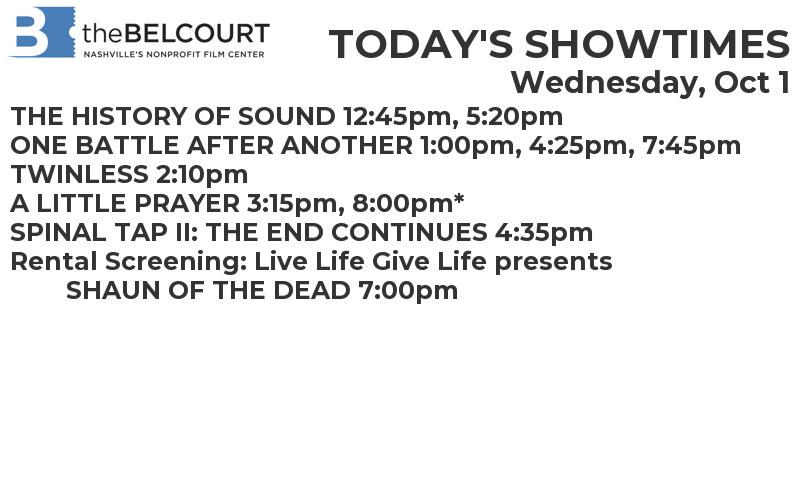 B theBELCOURT
NASHVILLE'S NONPROFIT FILM CENTER
TODAY'S SHOWTIMES
Wednesday, Oct 1
THE HISTORY OF SOUND 12:45pm, 5:20pm
ONE BATTLE AFTER ANOTHER 1:00pm, 4:25pm, 7:45pm
TWINLESS 2:10pm
A LITTLE PRAYER 3:15pm, 8:00pm*
SPINAL TAP II: THE END CONTINUES 4:35pm
Rental Screening: Live Life Give Life presents
SHAUN OF THE DEAD 7:00pm